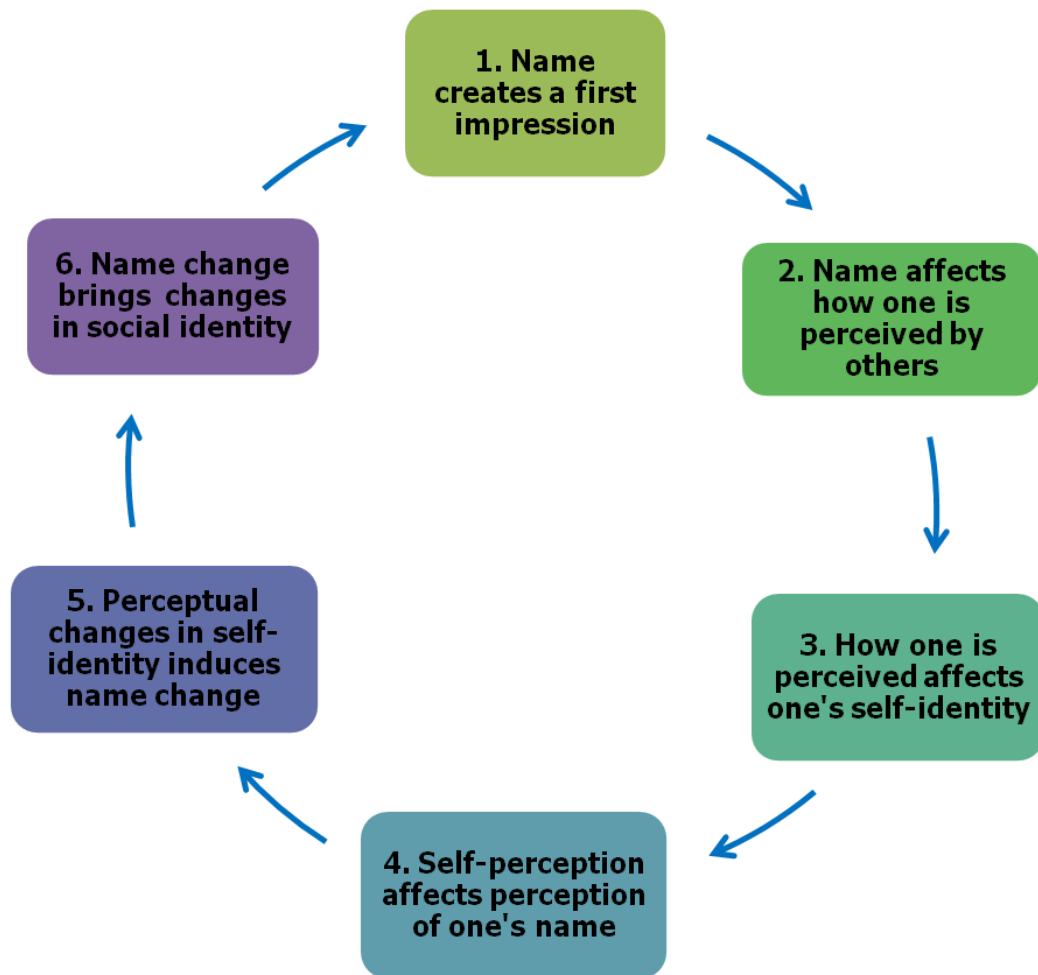 1. Name
creates a first
impression
2. Name affects
how one is
perceived by
others
3. How one is
perceived affects
one's self-identity
4. Self-perception
affects perception
of one's name
5. Perceptual
changes in self-
identity induces
name change
6. Name change
brings  changes
in social identity